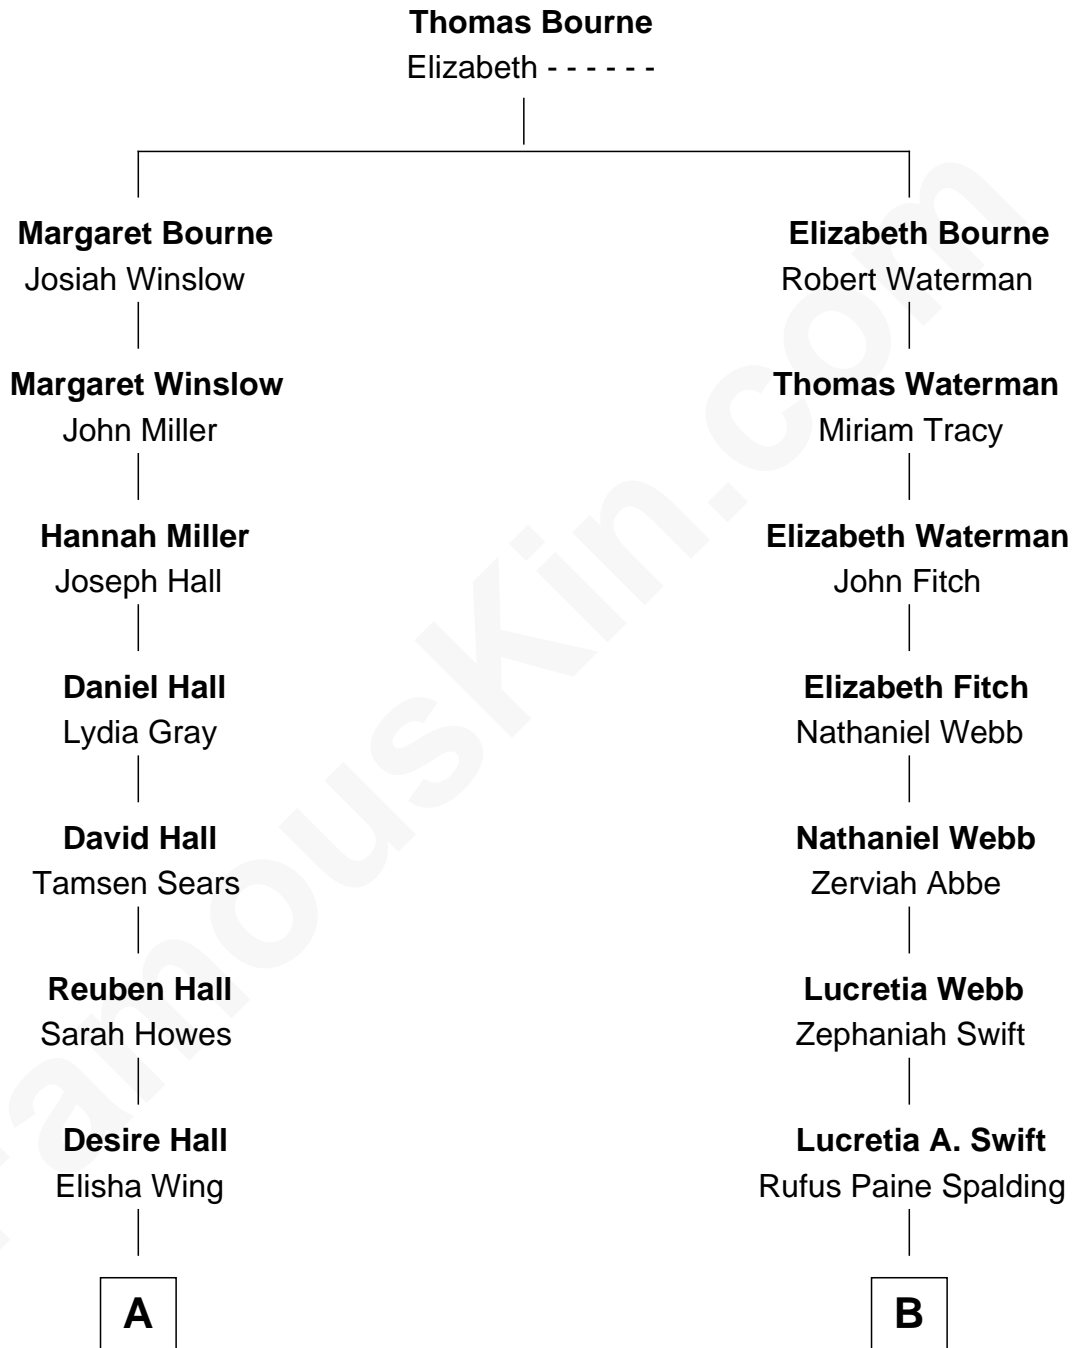 Thomas Bourne
Elizabeth - - - - - -
Margaret Bourne
Josiah Winslow
Elizabeth Bourne
Robert Waterman
Margaret Winslow
John Miller
Thomas Waterman
Miriam Tracy
Hannah Miller
Joseph Hall
Elizabeth Waterman
John Fitch
Daniel Hall
Lydia Gray
Elizabeth Fitch
Nathaniel Webb
David Hall
Tamsen Sears
Nathaniel Webb
Zerviah Abbe
Reuben Hall
Sarah Howes
Lucretia Webb
Zephaniah Swift
Desire Hall
Elisha Wing
Lucretia A. Swift
Rufus Paine Spalding
A
B
FamousKin.com